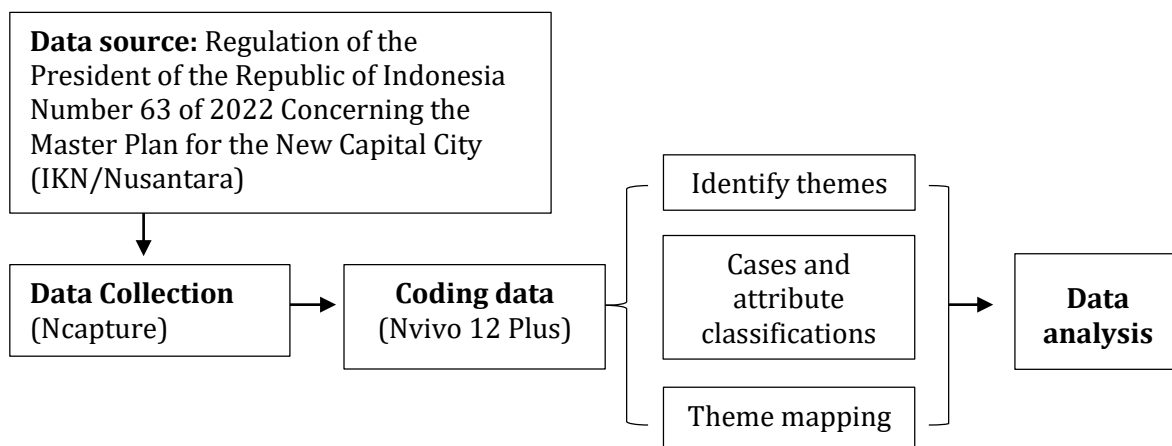 Data source: Regulation of the
President of the Republic of Indonesia
Number 63 of 2022 Concerning the
Master Plan for the New Capital City
(IKN/Nusantara)
Data Collection
(Ncapture)
Coding data
(Nvivo 12 Plus)
Identify themes
Cases and
attribute
classifications
Theme mapping
Data
analysis